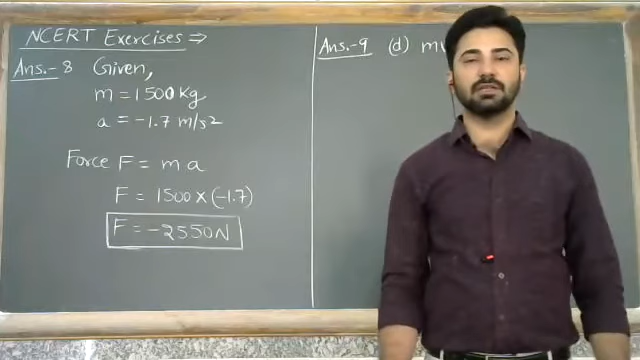 NCERT Exercises ⇒
Ans.-8 Given,
m = 1500 Kg
a = -1.7 m/s²
Force F = m a
F = 1500 × (-1.7)
F = -2550N
Ans.-9 (d) m